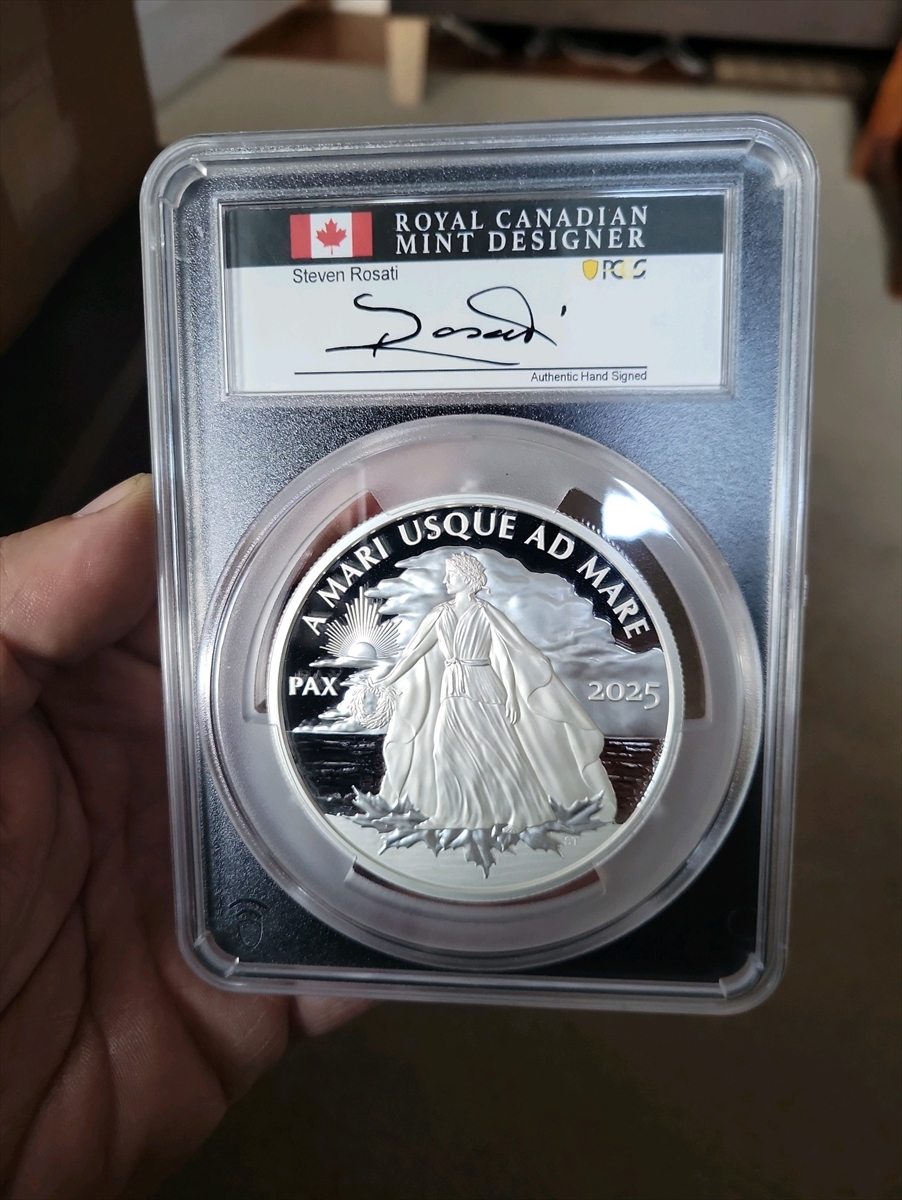 ROYAL CANADIAN
MINT DESIGNER
Steven Rosati
PCGS
Rosati
Authentic Hand Signed
A MARI USQUE AD MARE
PAX
2025